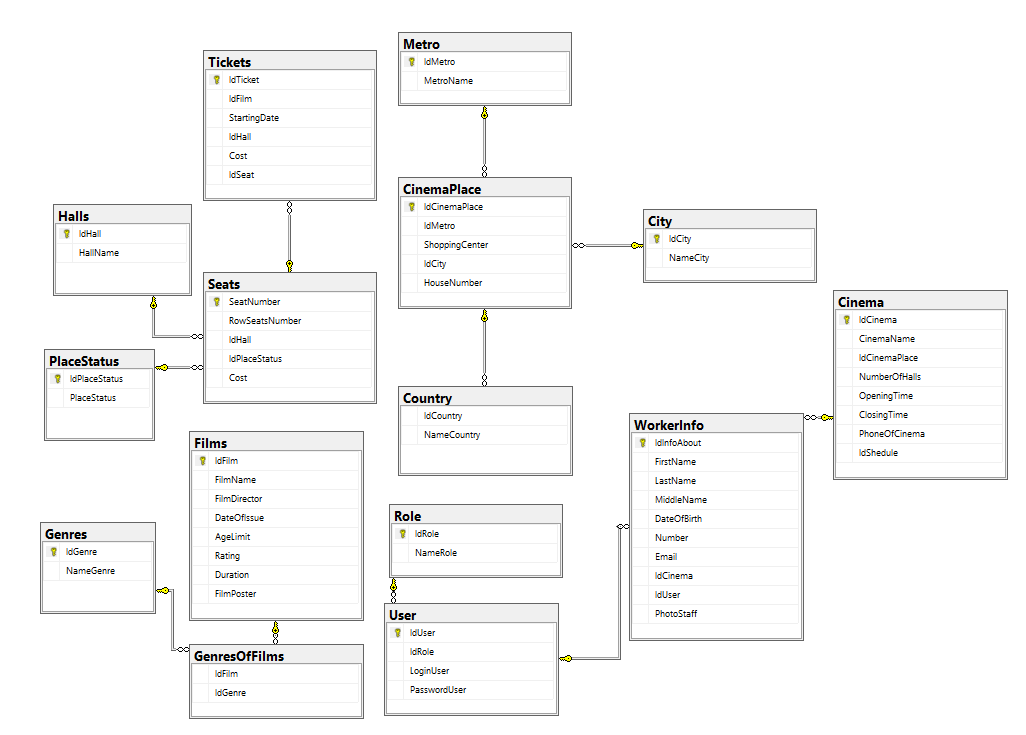 Metro
IdMetro
MetroName
Tickets
IdTicket
IdFilm
StartingDate
IdHall
Cost
IdSeat
CinemaPlace
IdCinemaPlace
IdMetro
ShoppingCenter
IdCity
HouseNumber
Halls
IdHall
HallName
City
IdCity
NameCity
Seats
SeatNumber
RowSeatsNumber
IdHall
IdPlaceStatus
Cost
Cinema
IdCinema
CinemaName
IdCinemaPlace
NumberOfHalls
OpeningTime
ClosingTime
PhoneOfCinema
IdShedule
PlaceStatus
IdPlaceStatus
PlaceStatus
Country
IdCountry
NameCountry
WorkerInfo
IdInfoAbout
FirstName
LastName
MiddleName
DateOfBirth
Number
Email
IdCinema
IdUser
PhotoStaff
Films
IdFilm
FilmName
FilmDirector
DateOfIssue
AgeLimit
Rating
Duration
FilmPoster
Role
IdRole
NameRole
Genres
IdGenre
NameGenre
User
IdUser
IdRole
LoginUser
PasswordUser
GenresOfFilms
IdFilm
IdGenre